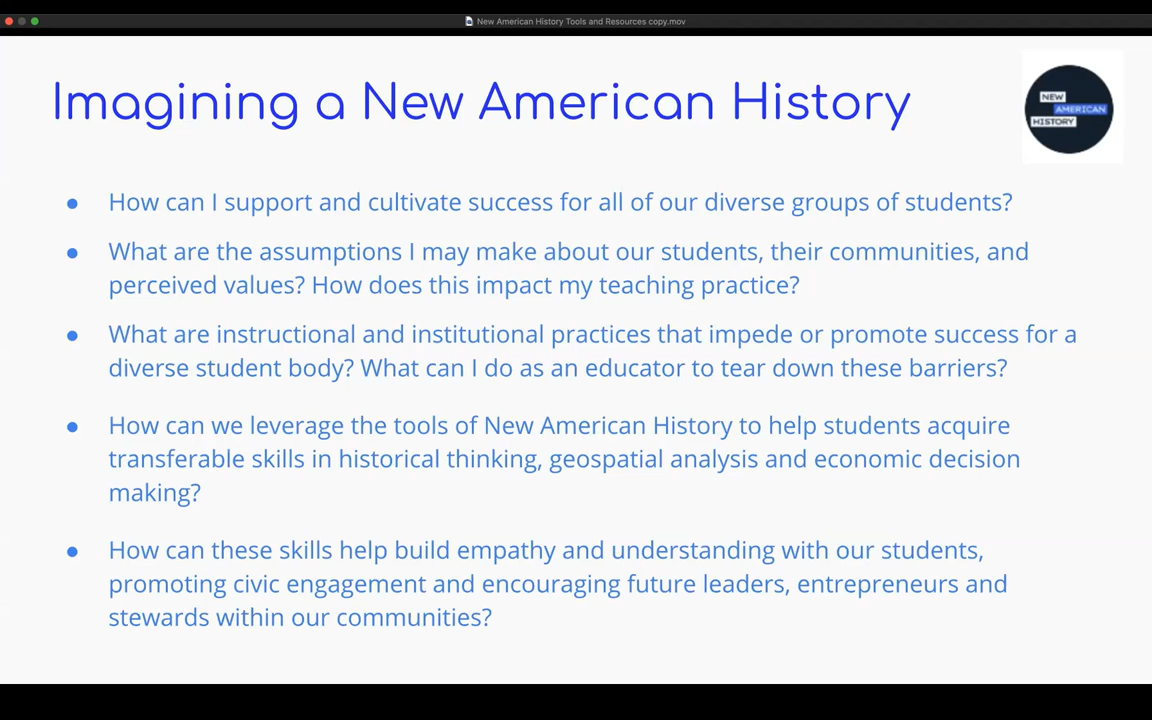 New American History Tools and Resources copy.mov
Imagining a New American History
NEW
AMERICAN
HISTORY
● How can I support and cultivate success for all of our diverse groups of students?
● What are the assumptions I may make about our students, their communities, and
perceived values? How does this impact my teaching practice?
● What are instructional and institutional practices that impede or promote success for a
diverse student body? What can I do as an educator to tear down these barriers?
● How can we leverage the tools of New American History to help students acquire
transferable skills in historical thinking, geospatial analysis and economic decision
making?
● How can these skills help build empathy and understanding with our students,
promoting civic engagement and encouraging future leaders, entrepreneurs and
stewards within our communities?